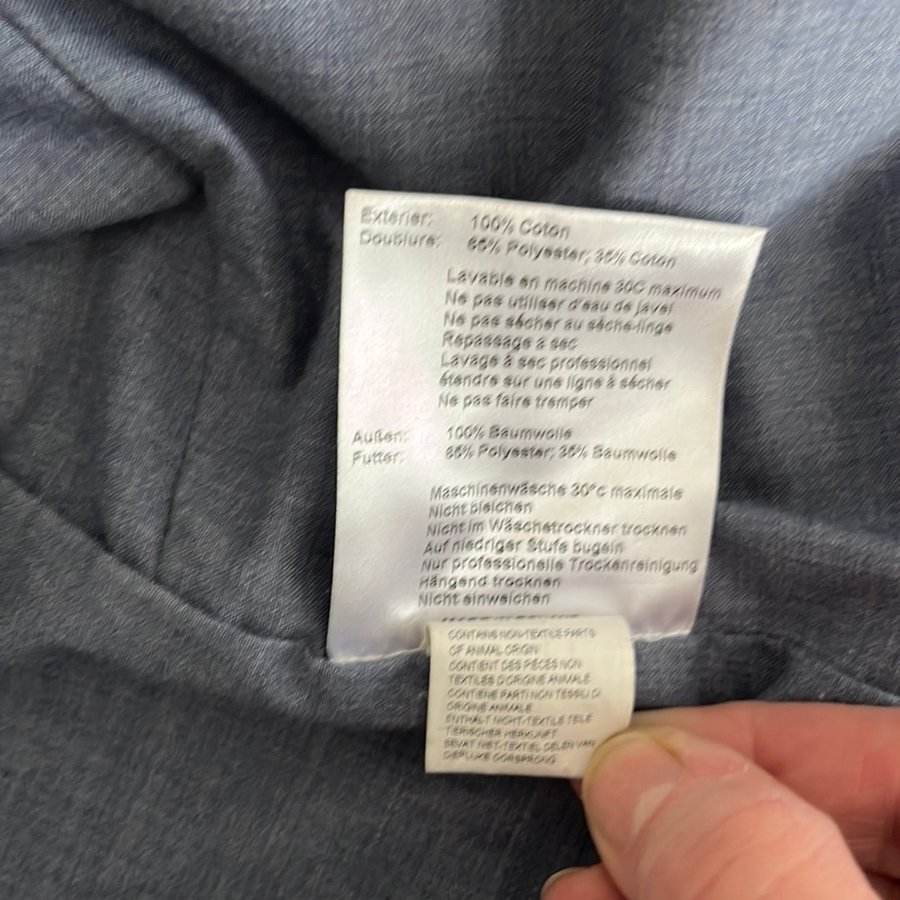 Exterier: 100% Coton
Doublure: 65% Polyester; 35% Coton
Lavable en machine 30C maximum
Ne pas utiliser d'eau de javel
Ne pas sécher au sèche-linge
Repassage a sec
Lavage à sec professionnel
étendre sur une ligne à sécher
Ne pas faire tremper
Außen: 100% Baumwolle
Futter: 65% Polyester; 35% Baumwolle
Maschinenwäsche 30°c maximale
Nicht bleichen
Nicht im Wäschetrockner trocknen
Auf niedriger Stufe bugeln
Nur professionelle Trockenreinigung
Hängend trocknen
Nicht einweichen
CONTAINS NON-TEXTILE PARTS
OF ANIMAL ORIGIN
CONTIENT DES PIECES NON
TEXTILES D'ORIGINE ANIMALE
CONTIENE PARTI NON TESSILI DI
ORIGINE ANIMALE
ENTHÄLT NICHT-TEXTILE TEILE
TIERISCHER HERKUNFT
BEVAT NIET-TEXTIEL DELEN VAN
DIERLIJKE OORSPRONG